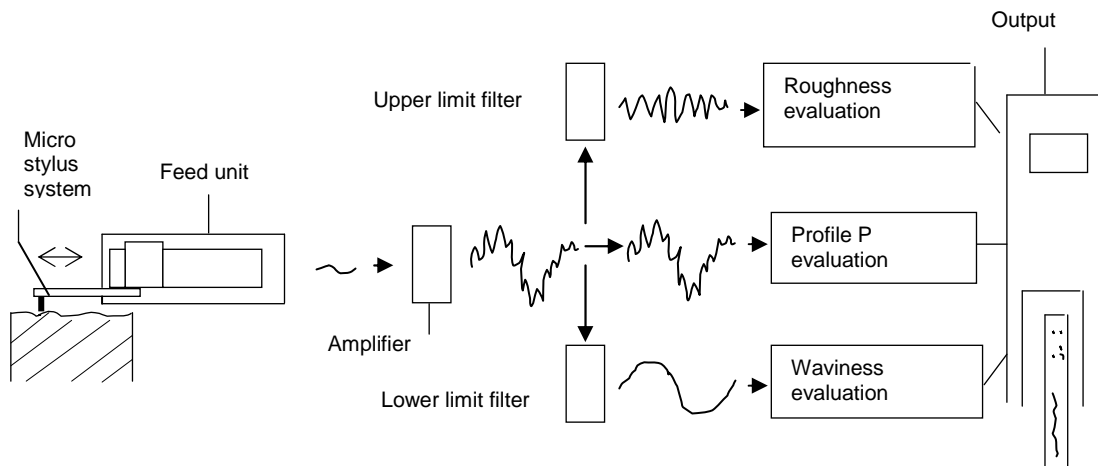 Output
Upper limit filter
Roughness
evaluation
Micro
stylus
system
Feed unit
Profile P
evaluation
Amplifier
Lower limit filter
Waviness
evaluation